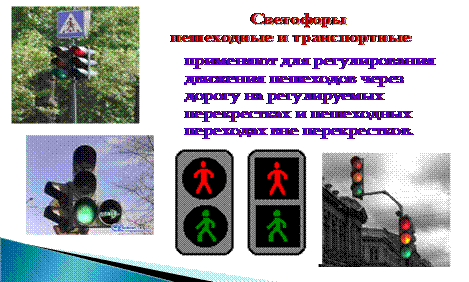 Светофоры
пешеходные и транспортные
применяют для регулирования
движения пешеходов через
дорогу на регулируемых
перекрестках и пешеходных
переходах вне перекрестков.